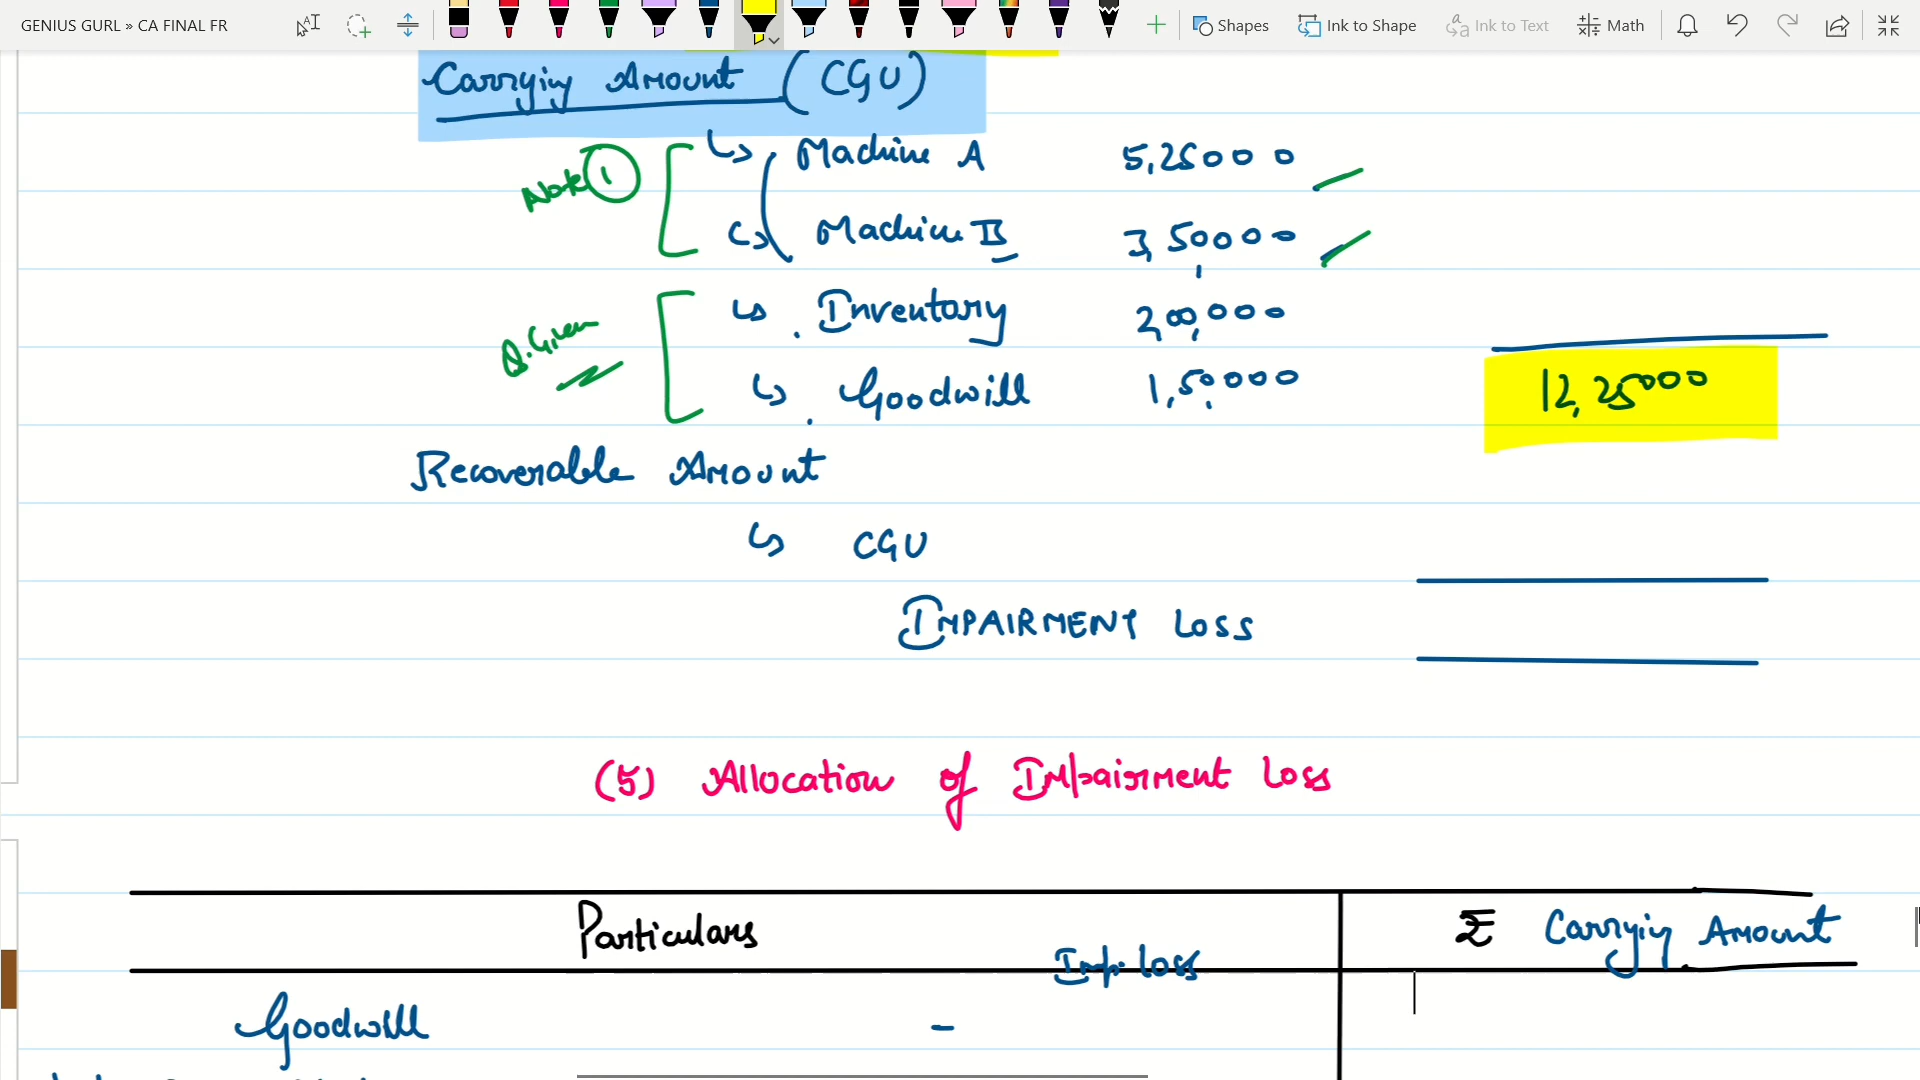 GENIUS GURL » CA FINAL FR
Shapes
Ink to Shape
Ink to Text
Math
Carrying Amount (CGU)
Note 1
Machine A 5,25000
Machine B 3,50,000
Inventory 2,00,000
Q. Given
Goodwill 1,50,000
12,25000
Recoverable Amount
CGU
IMPAIRMENT LOSS
(5) Allocation of Impairment Loss
Particulars
Imp. Loss
₹ Carrying Amount
Goodwill -